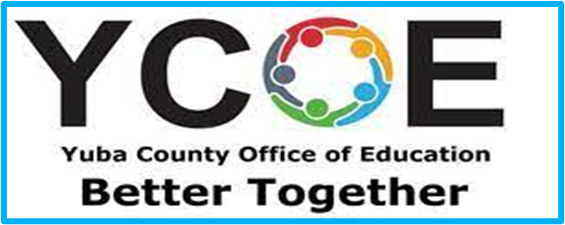 YCOE
Yuba County Office of Education
Better Together